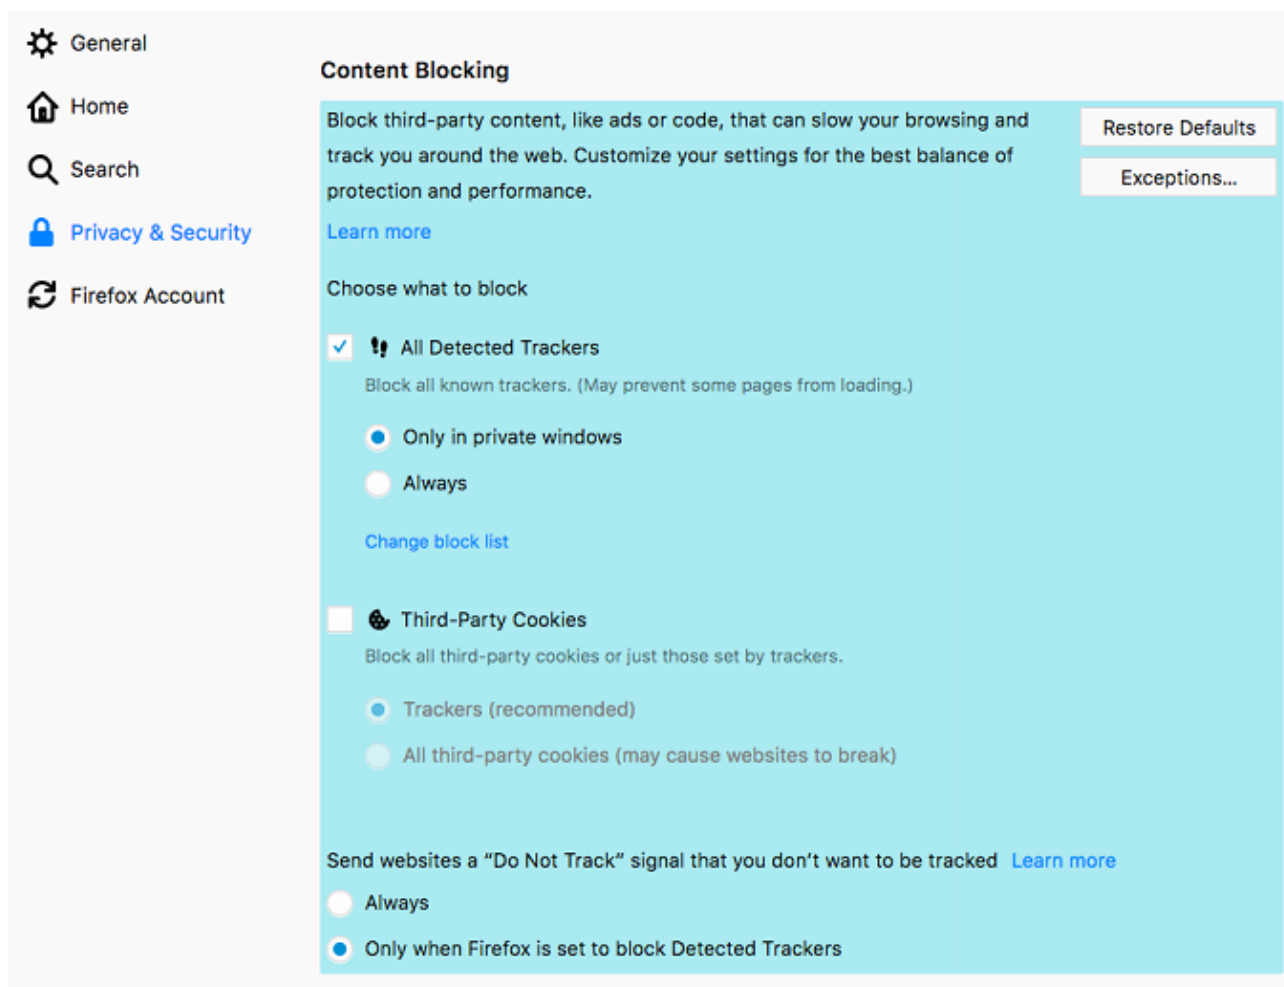 General
Home
Search
Privacy & Security
Firefox Account
Content Blocking
Block third-party content, like ads or code, that can slow your browsing and
track you around the web. Customize your settings for the best balance of
protection and performance.
Learn more
Restore Defaults
Exceptions...
Choose what to block
All Detected Trackers
Block all known trackers. (May prevent some pages from loading.)
Only in private windows
Always
Change block list
Third-Party Cookies
Block all third-party cookies or just those set by trackers.
Trackers (recommended)
All third-party cookies (may cause websites to break)
Send websites a “Do Not Track” signal that you don’t want to be tracked Learn more
Always
Only when Firefox is set to block Detected Trackers